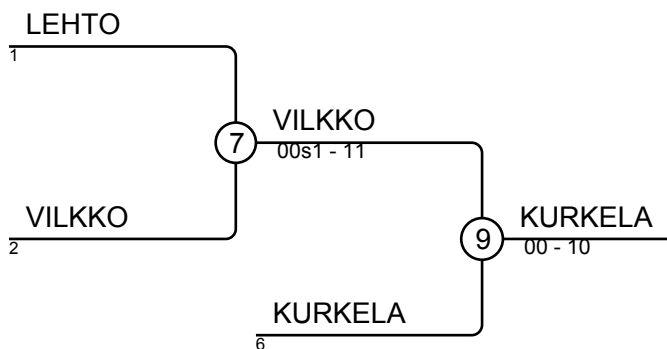 LEHTO
1
7
VILKKO
00s1 - 11
VILKKO
2
9
KURKELA
00 - 10
KURKELA
6